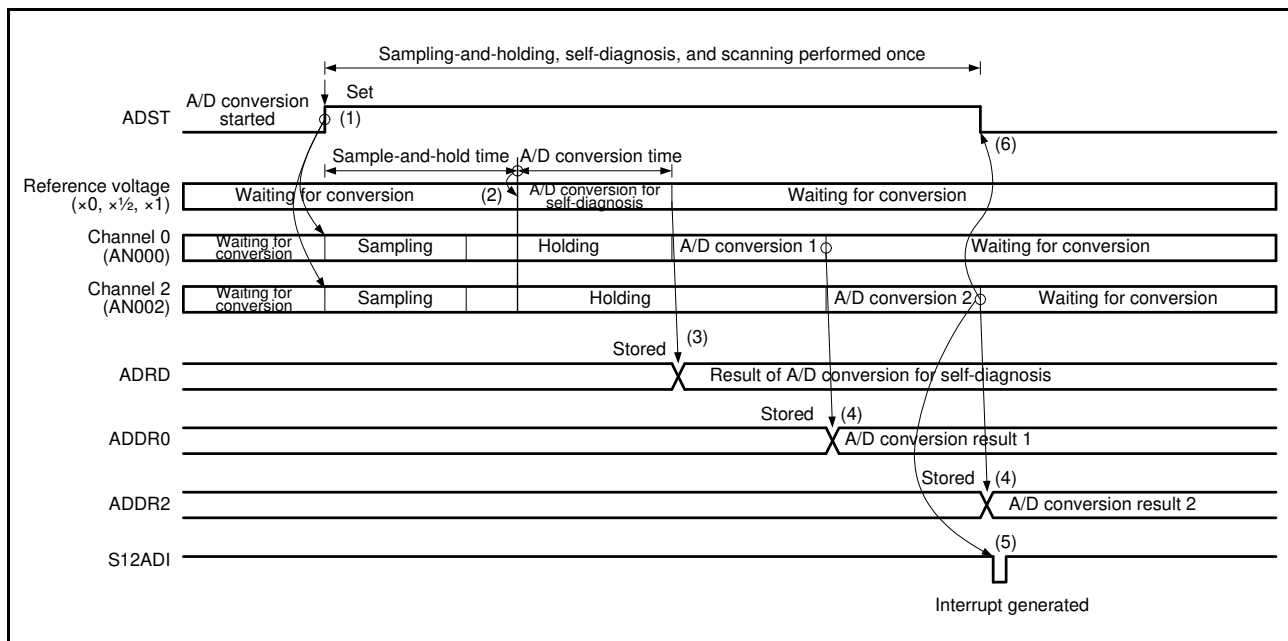 Sampling-and-holding, self-diagnosis, and scanning performed once
A/D conversion
started
Set
ADST
(1)
(6)
Sample-and-hold time
A/D conversion time
Reference voltage
(×0, ×½, ×1)
Waiting for conversion
(2)
A/D conversion for
self-diagnosis
Waiting for conversion
Channel 0
(AN000)
Waiting for
conversion
Sampling
Holding
A/D conversion 1
Waiting for conversion
Channel 2
(AN002)
Waiting for
conversion
Sampling
Holding
A/D conversion 2
Waiting for conversion
Stored
(3)
ADRD
Result of A/D conversion for self-diagnosis
Stored
(4)
ADDR0
A/D conversion result 1
Stored
(4)
ADDR2
A/D conversion result 2
(5)
S12ADI
Interrupt generated